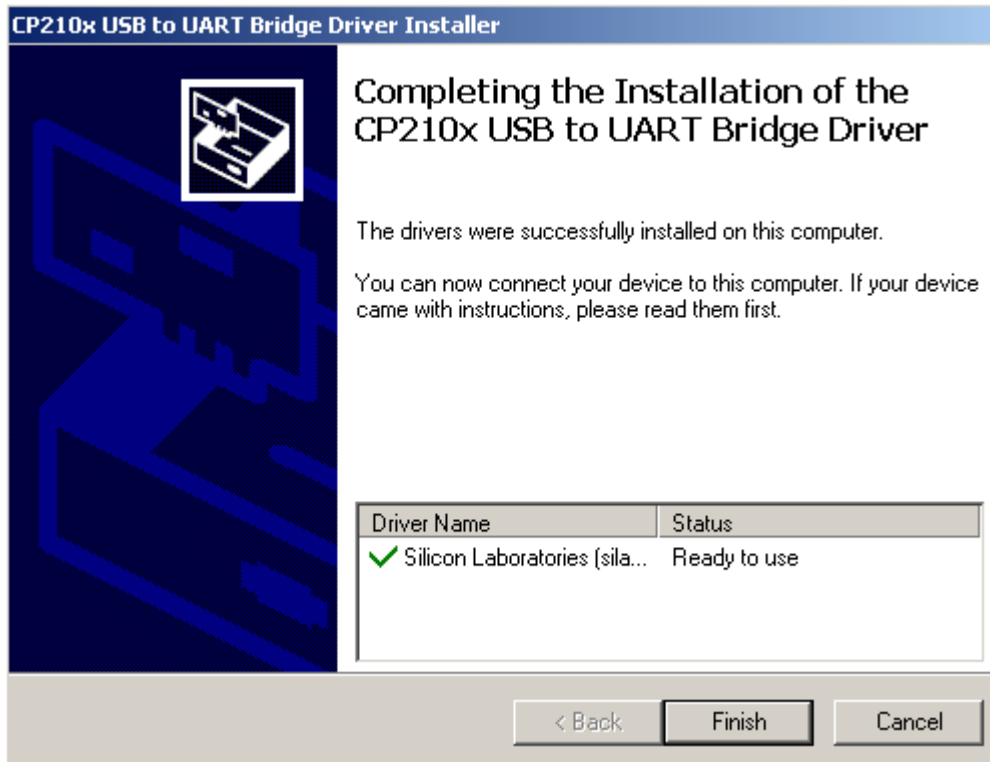 CP210x USB to UART Bridge Driver Installer
Completing the Installation of the
CP210x USB to UART Bridge Driver
The drivers were successfully installed on this computer.
You can now connect your device to this computer. If your device
came with instructions, please read them first.
Driver Name Status
Silicon Laboratories (sila... Ready to use
< Back Finish Cancel